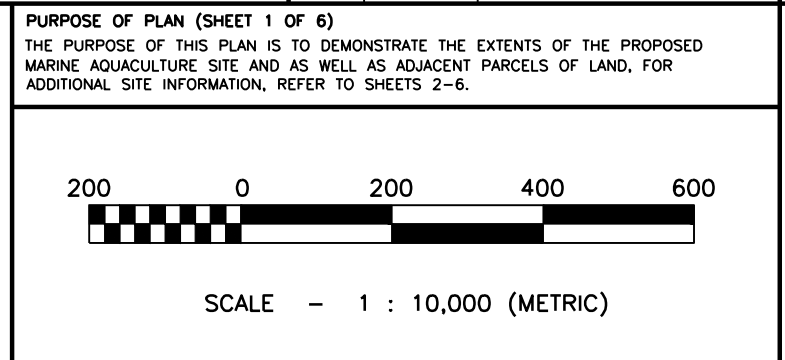 PURPOSE OF PLAN (SHEET 1 OF 6)
THE PURPOSE OF THIS PLAN IS TO DEMONSTRATE THE EXTENTS OF THE PROPOSED
MARINE AQUACULTURE SITE AND AS WELL AS ADJACENT PARCELS OF LAND, FOR
ADDITIONAL SITE INFORMATION, REFER TO SHEETS 2-6.
200 0 200 400 600
SCALE - 1 : 10,000 (METRIC)